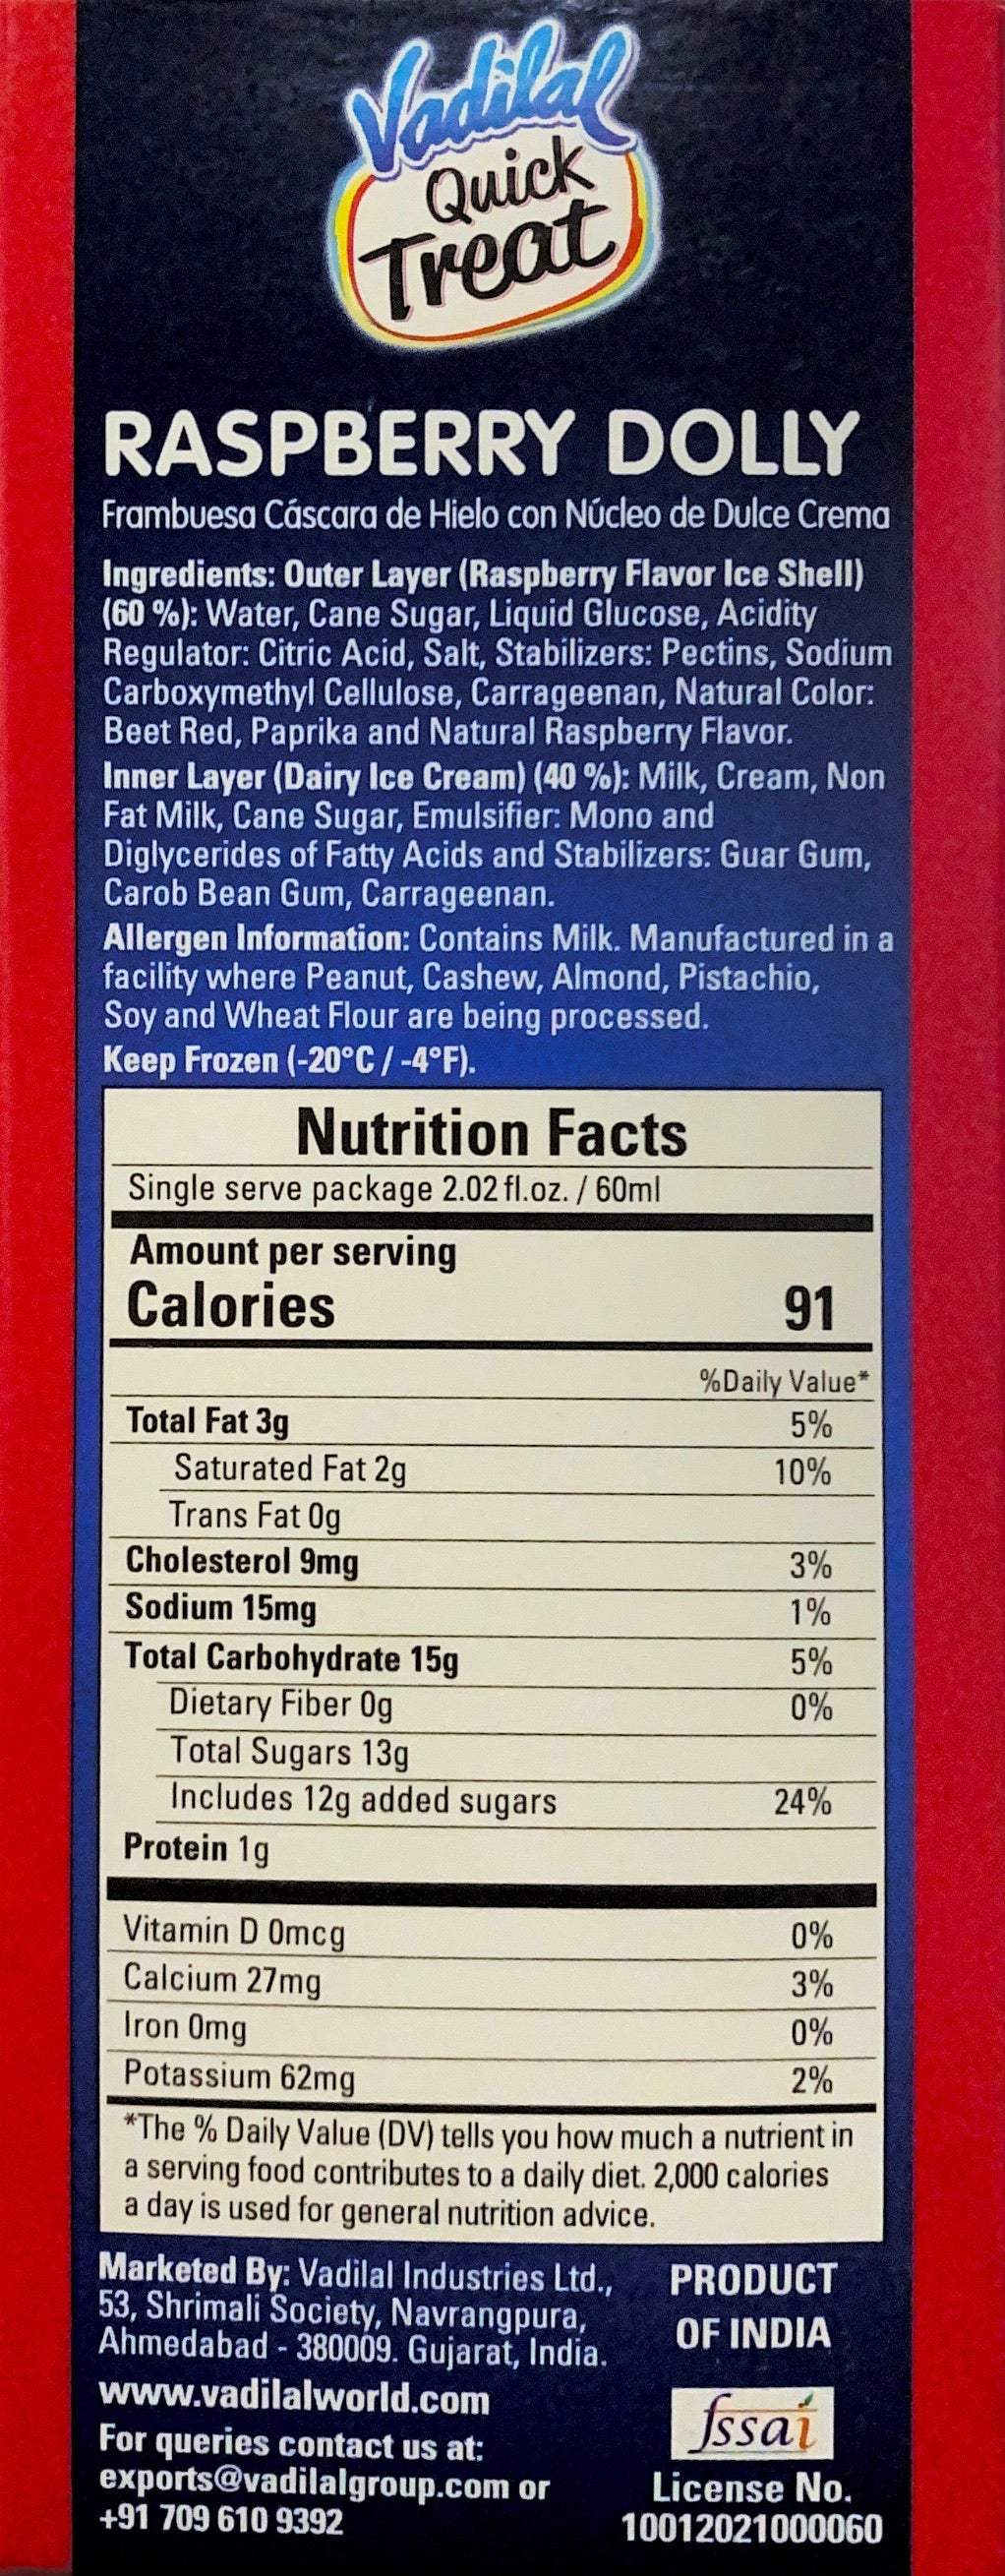 Vadilal
Quick
Treat
RASPBERRY DOLLY
Frambuesa Cáscara de Hielo con Núcleo de Dulce Crema
Ingredients: Outer Layer (Raspberry Flavor Ice Shell)
(60 %): Water, Cane Sugar, Liquid Glucose, Acidity
Regulator: Citric Acid, Salt, Stabilizers: Pectins, Sodium
Carboxymethyl Cellulose, Carrageenan, Natural Color:
Beet Red, Paprika and Natural Raspberry Flavor.
Inner Layer (Dairy Ice Cream) (40 %): Milk, Cream, Non
Fat Milk, Cane Sugar, Emulsifier: Mono and
Diglycerides of Fatty Acids and Stabilizers: Guar Gum,
Carob Bean Gum, Carrageenan.
Allergen Information: Contains Milk. Manufactured in a
facility where Peanut, Cashew, Almond, Pistachio,
Soy and Wheat Flour are being processed.
Keep Frozen (-20°C / -4°F).
Nutrition Facts
Single serve package 2.02 fl.oz. / 60ml
Amount per serving
Calories 91
%Daily Value*
Total Fat 3g 5%
Saturated Fat 2g 10%
Trans Fat 0g
Cholesterol 9mg 3%
Sodium 15mg 1%
Total Carbohydrate 15g 5%
Dietary Fiber 0g 0%
Total Sugars 13g
Includes 12g added sugars 24%
Protein 1g
Vitamin D 0mcg 0%
Calcium 27mg 3%
Iron 0mg 0%
Potassium 62mg 2%
*The % Daily Value (DV) tells you how much a nutrient in
a serving food contributes to a daily diet. 2,000 calories
a day is used for general nutrition advice.
Marketed By: Vadilal Industries Ltd.,
53, Shrimali Society, Navrangpura,
Ahmedabad - 380009. Gujarat, India.
www.vadilalworld.com
For queries contact us at:
exports@vadilalgroup.com or
+91 709 610 9392
PRODUCT
OF INDIA
fssai
License No.
10012021000060